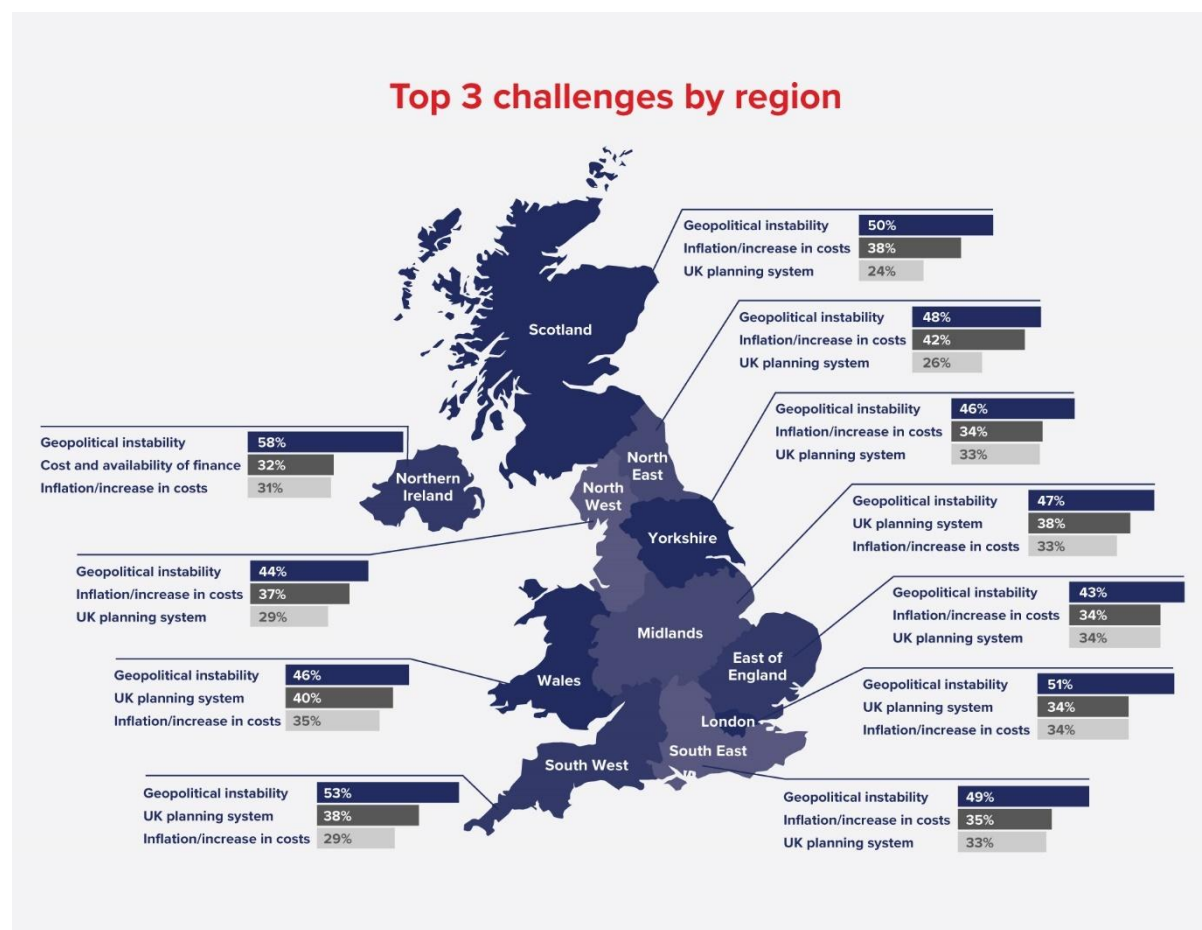 Top 3 challenges by region
Geopolitical instability 50%
Inflation/increase in costs 38%
UK planning system 24%
Scotland
Geopolitical instability 48%
Inflation/increase in costs 42%
UK planning system 26%
Geopolitical instability 46%
Inflation/increase in costs 34%
UK planning system 33%
Geopolitical instability 58%
Cost and availability of finance 32%
Inflation/increase in costs 31%
Northern
Ireland
North
East
North
West
Yorkshire
Geopolitical instability 47%
UK planning system 38%
Inflation/increase in costs 33%
Geopolitical instability 44%
Inflation/increase in costs 37%
UK planning system 29%
Geopolitical instability 43%
Inflation/increase in costs 34%
UK planning system 34%
Midlands
East of
England
Wales
Geopolitical instability 46%
UK planning system 40%
Inflation/increase in costs 35%
Geopolitical instability 51%
UK planning system 34%
Inflation/increase in costs 34%
London
South East
South West
Geopolitical instability 53%
UK planning system 38%
Inflation/increase in costs 29%
Geopolitical instability 49%
Inflation/increase in costs 35%
UK planning system 33%